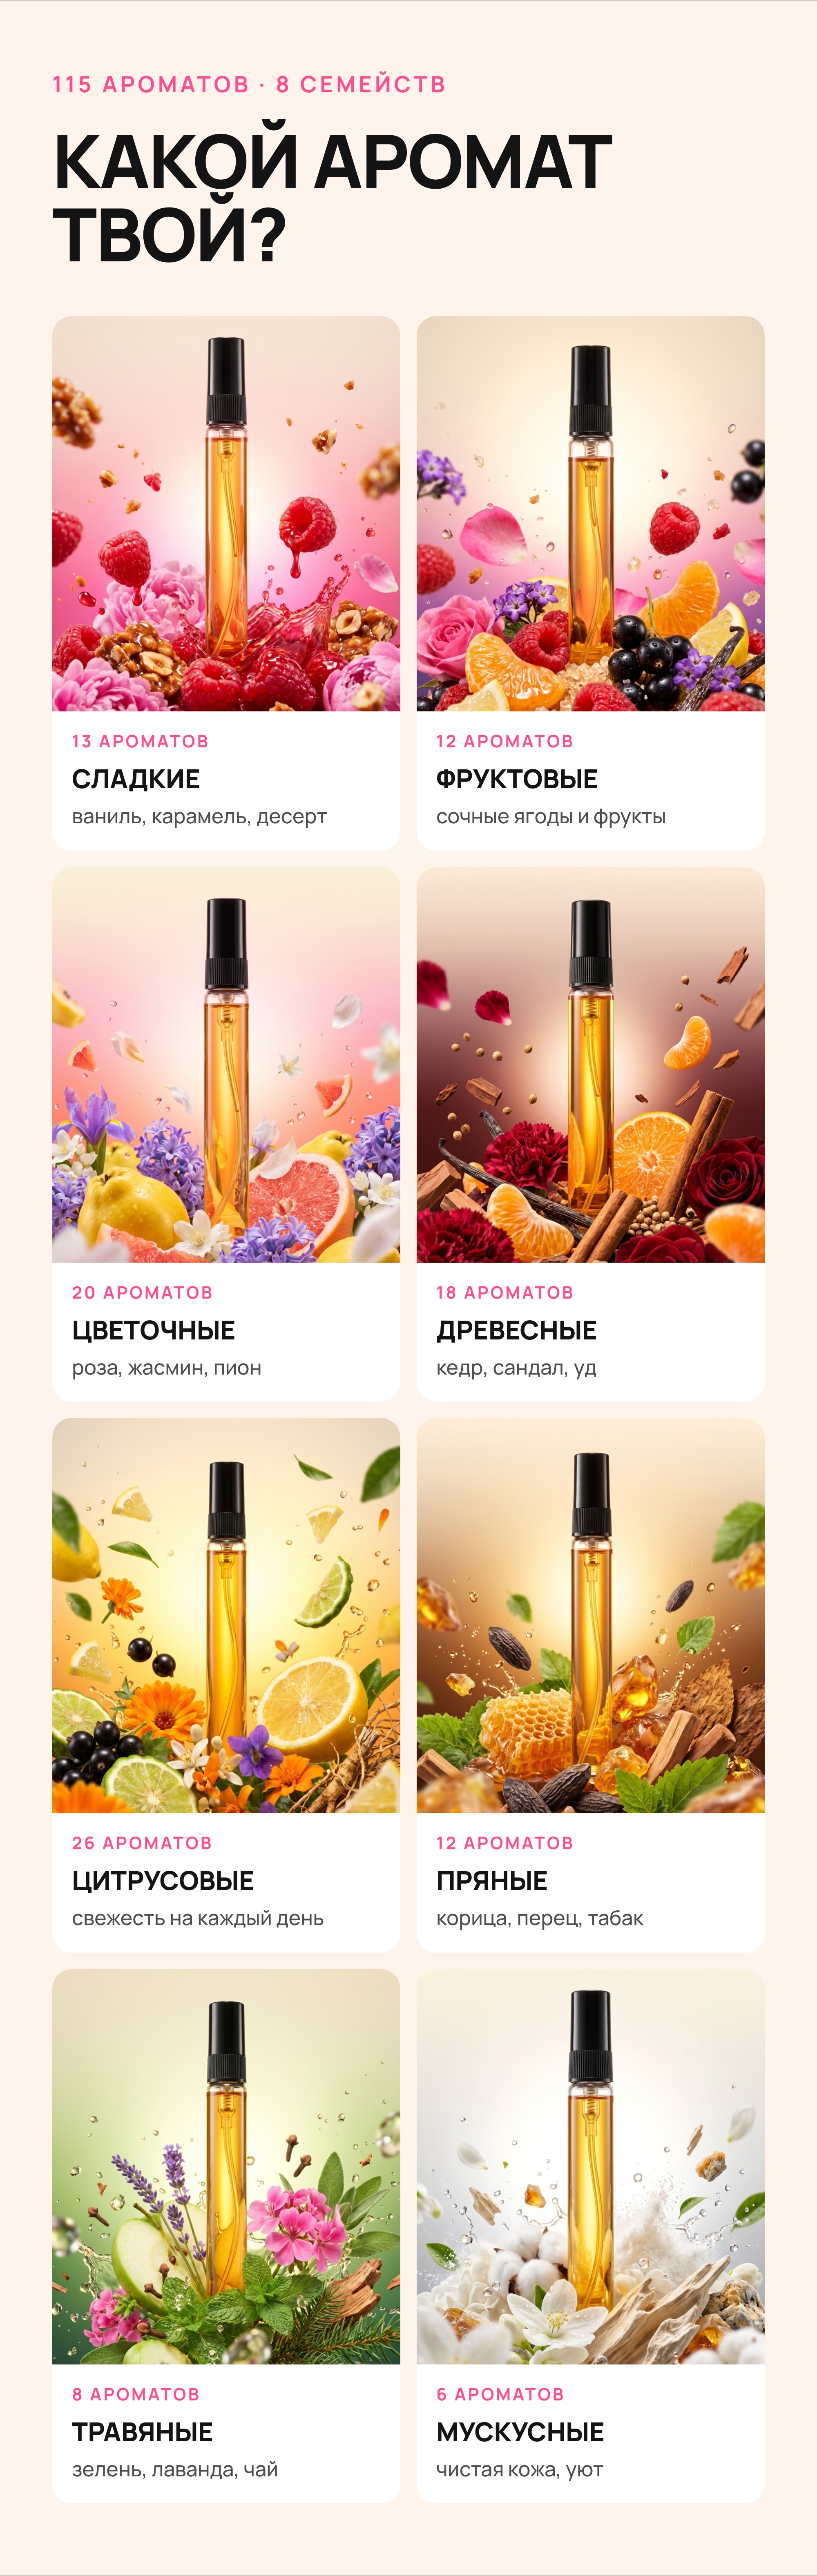 115 АРОМАТОВ · 8 СЕМЕЙСТВ
КАКОЙ АРОМАТ
ТВОЙ?
13 АРОМАТОВ
СЛАДКИЕ
ваниль, карамель, десерт
12 АРОМАТОВ
ФРУКТОВЫЕ
сочные ягоды и фрукты
20 АРОМАТОВ
ЦВЕТОЧНЫЕ
роза, жасмин, пион
18 АРОМАТОВ
ДРЕВЕСНЫЕ
кедр, сандал, уд
26 АРОМАТОВ
ЦИТРУСОВЫЕ
свежесть на каждый день
12 АРОМАТОВ
ПРЯНЫЕ
корица, перец, табак
8 АРОМАТОВ
ТРАВЯНЫЕ
зелень, лаванда, чай
6 АРОМАТОВ
МУСКУСНЫЕ
чистая кожа, уют